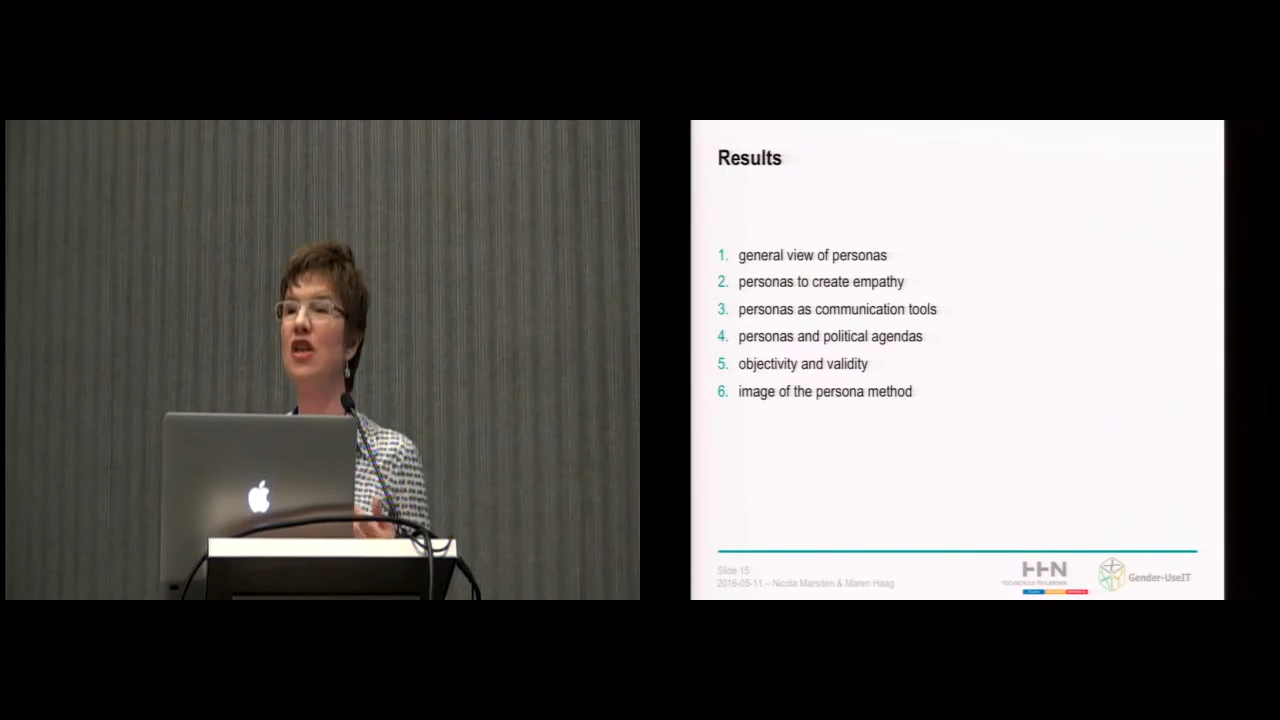 Results
1. general view of personas
2. personas to create empathy
3. personas as communication tools
4. personas and political agendas
5. objectivity and validity
6. image of the persona method
Slide 15
2016-05-11 – Nicola Marsden & Maren Haag
HHN
HOCHSCHULE HEILBRONN
Gender-UseIT